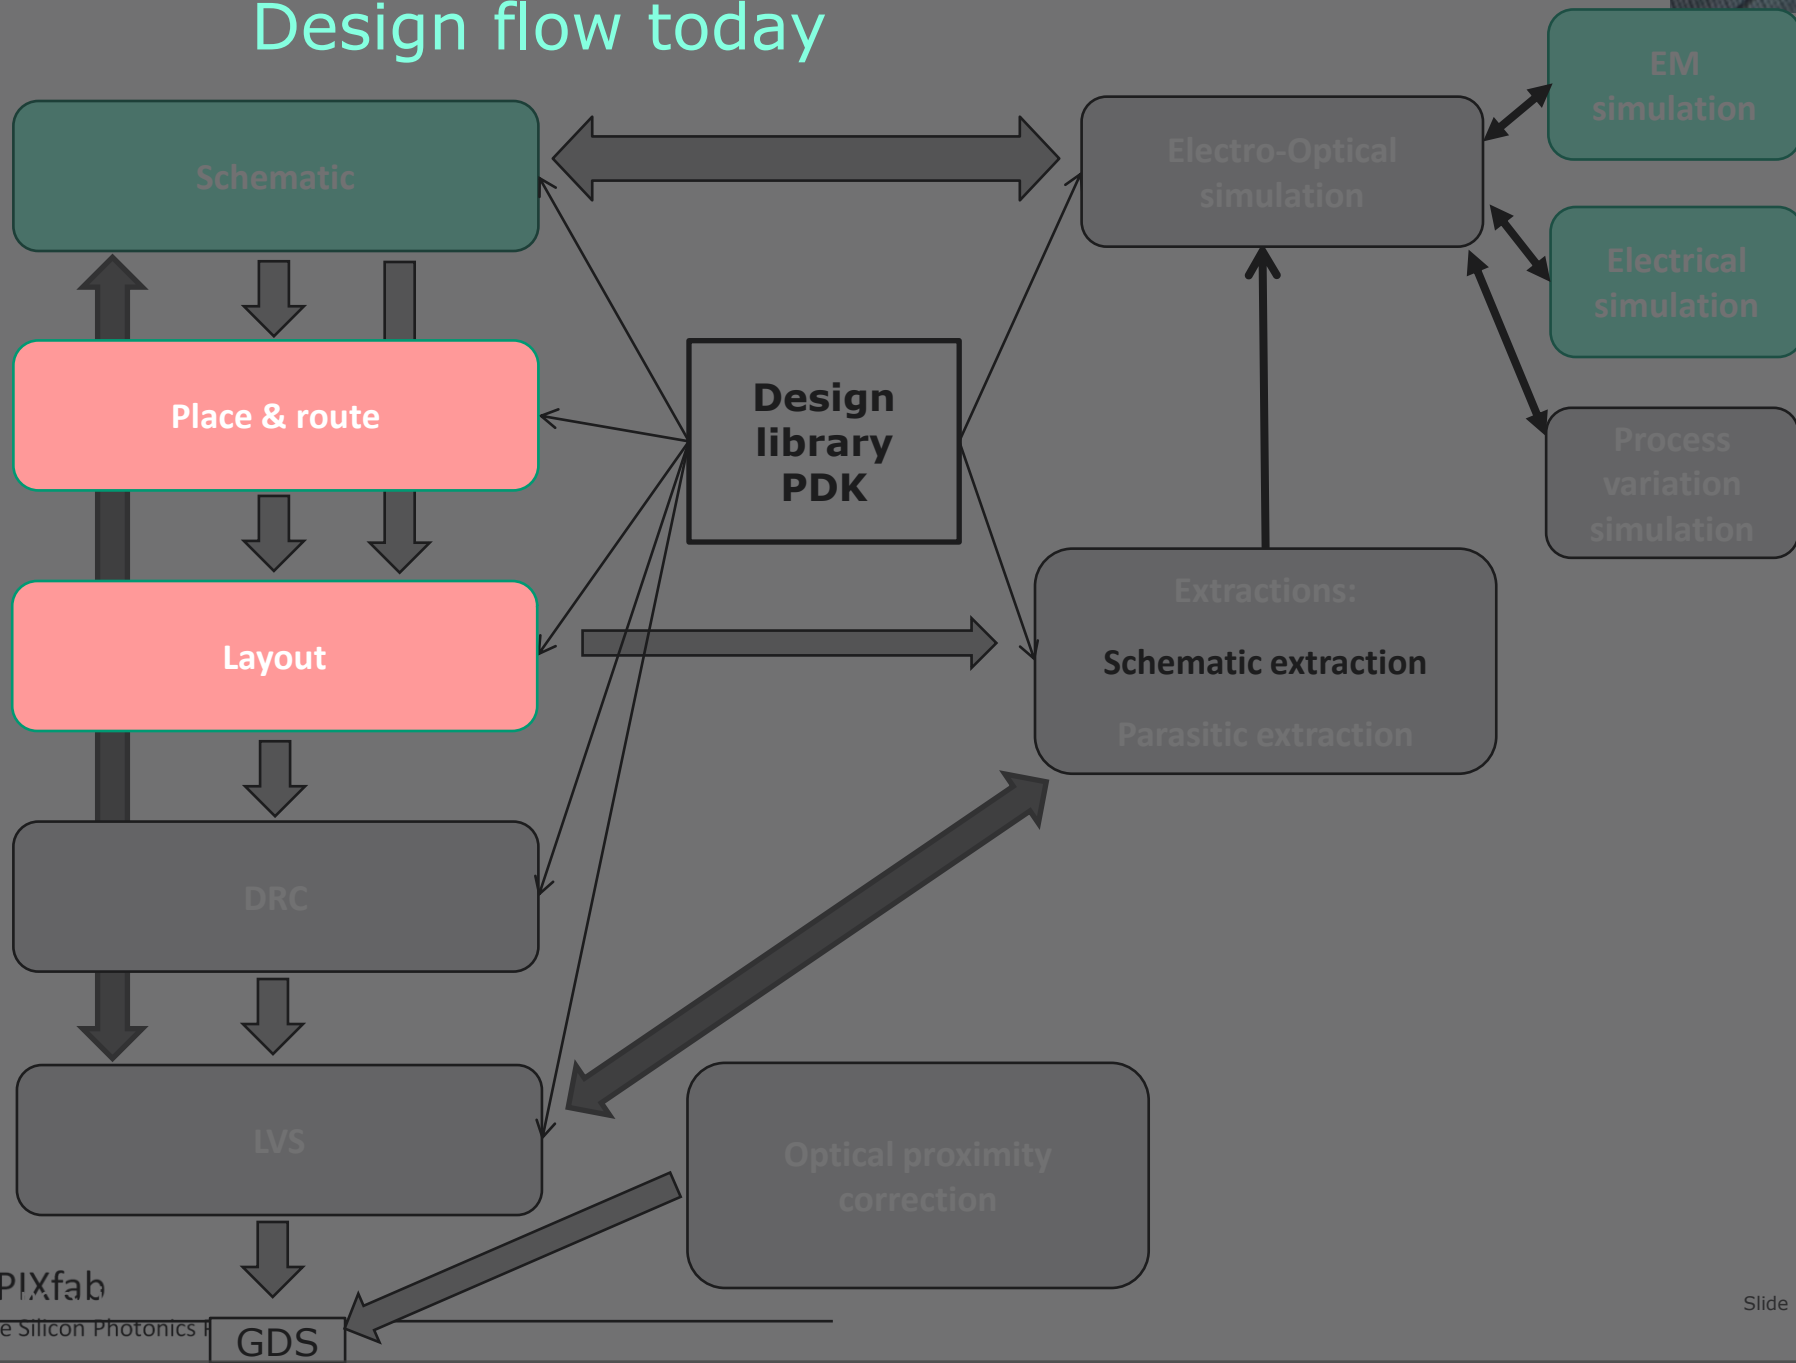 Design flow today
EM
simulation
Schematic
Electro-Optical
simulation
Electrical
simulation
Place & route
Design
library
PDK
Process
variation
simulation
Extractions:
Schematic extraction
Parasitic extraction
Layout
DRC
LVS
Optical proximity
correction
PIXfab
e Silicon Photonics
GDS
Slide